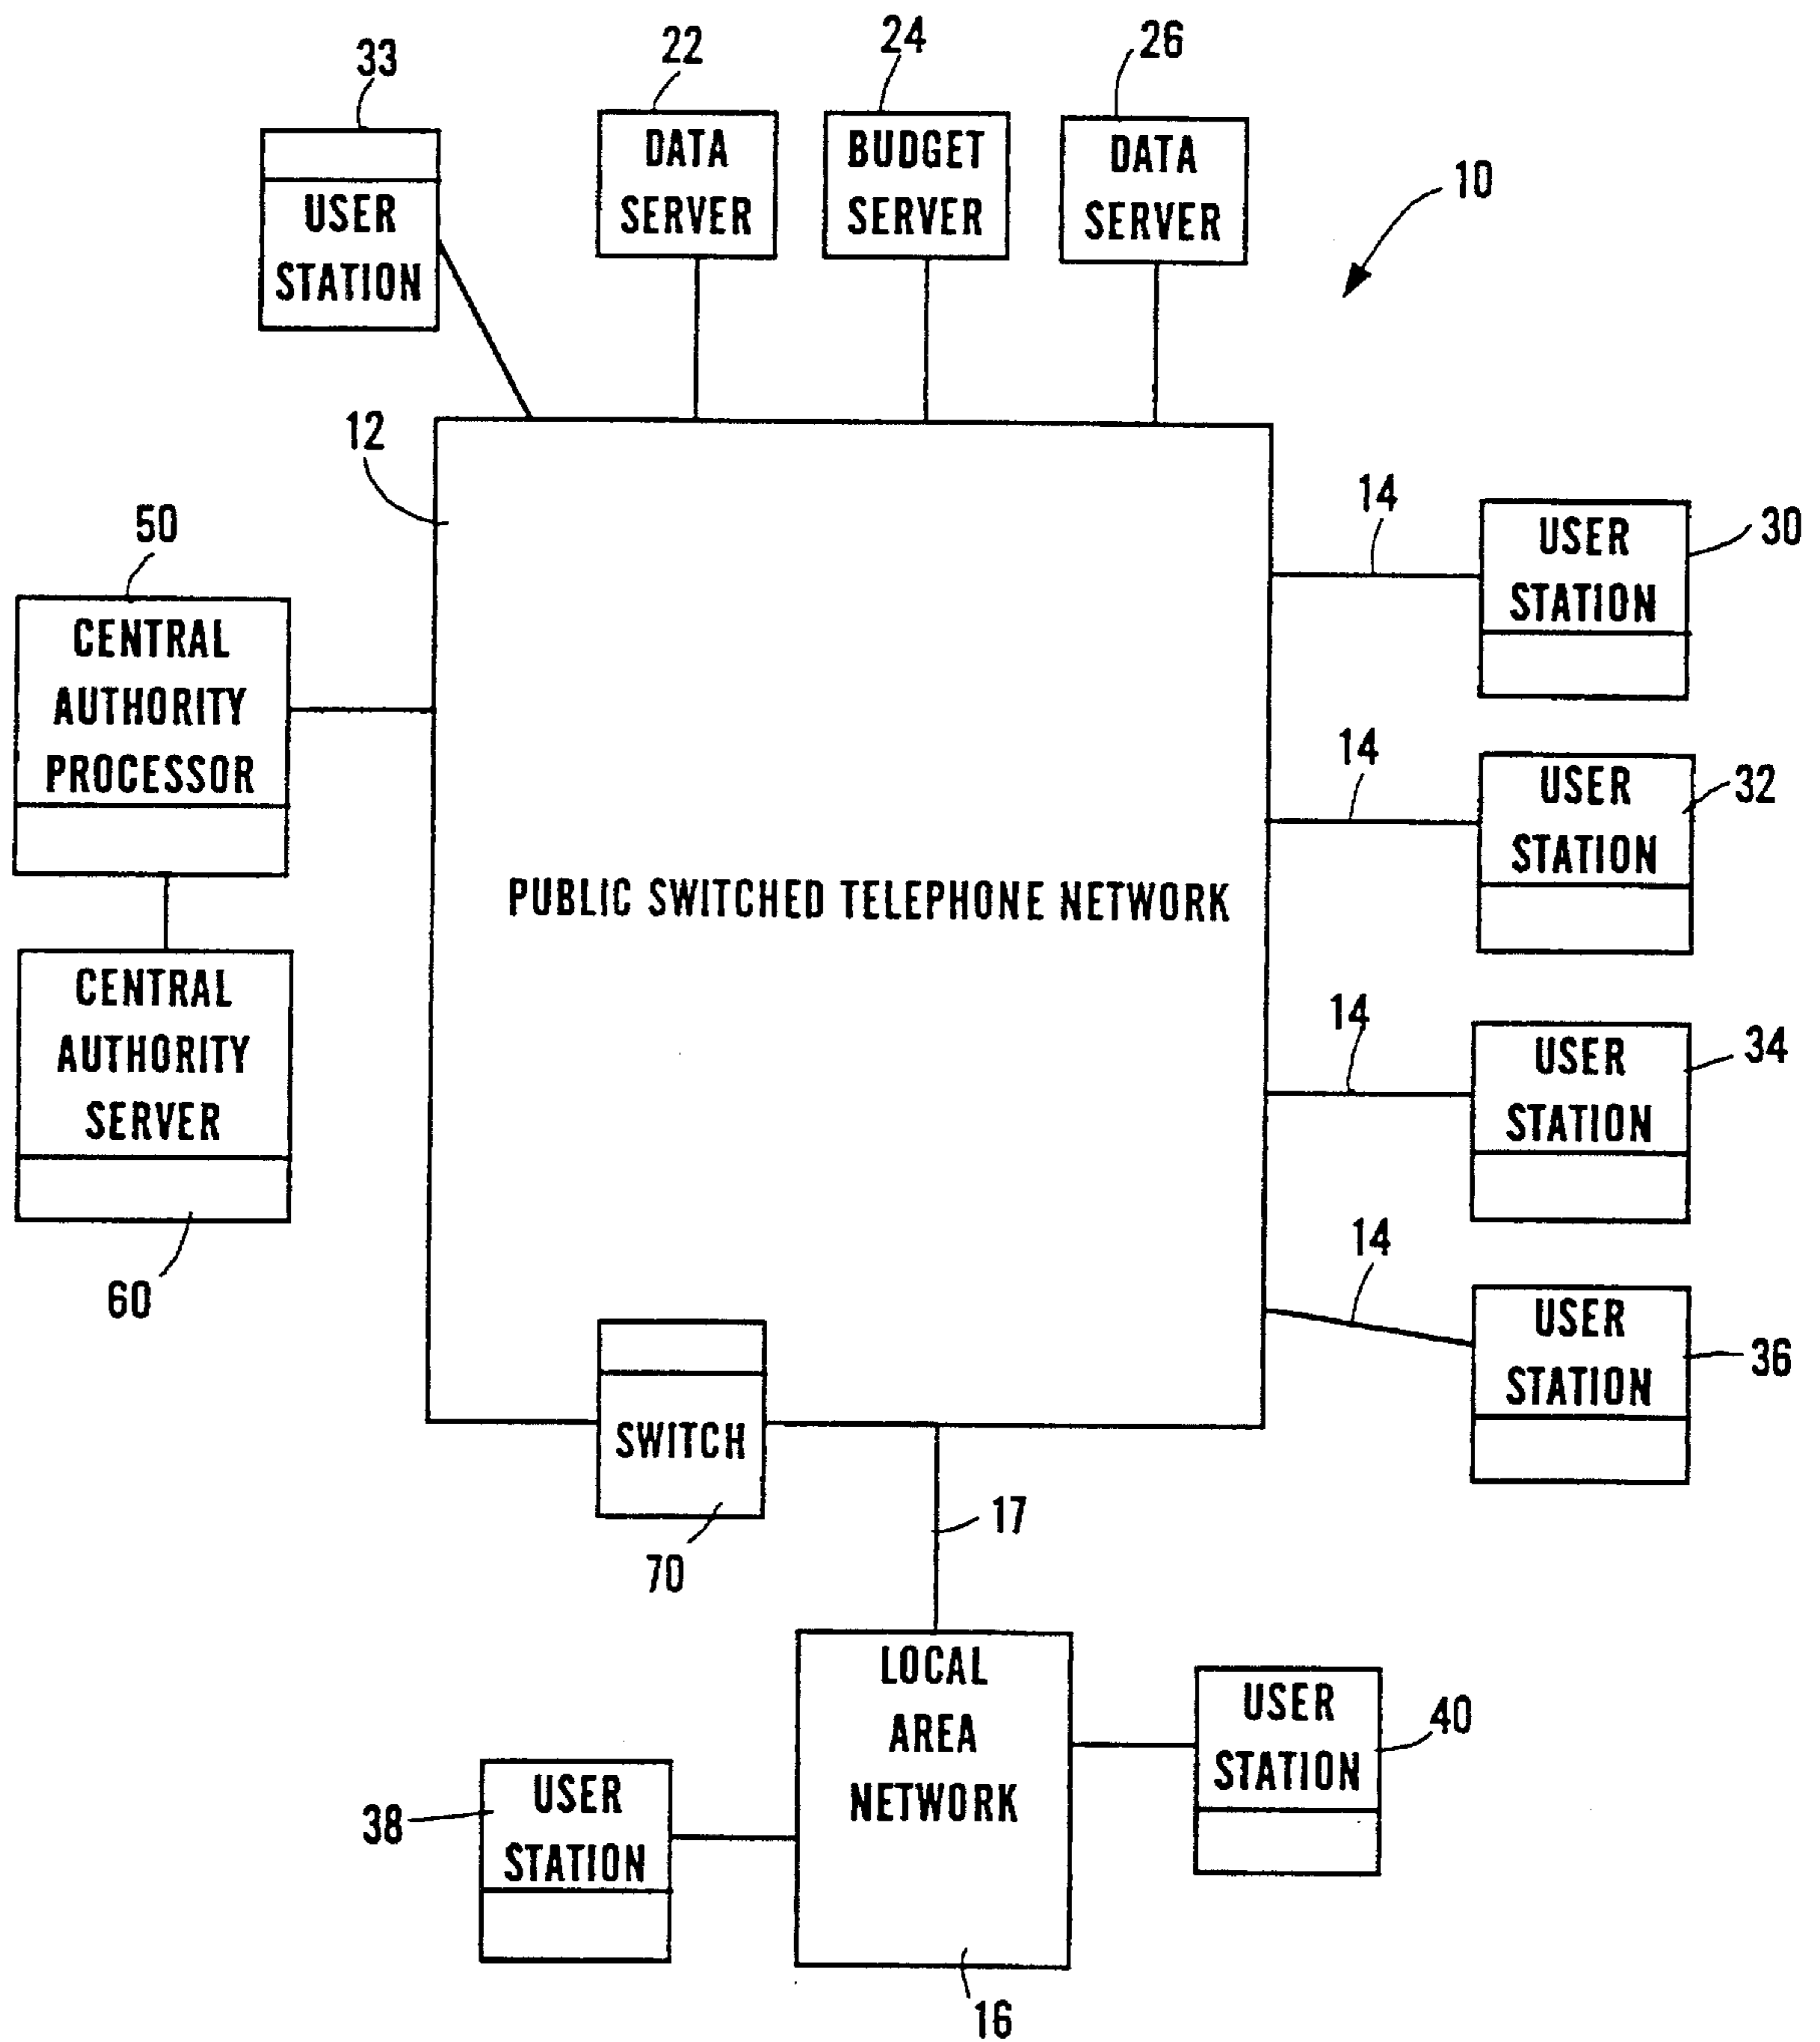 33
22
24
26
USER
STATION
DATA
SERVER
BUDGET
SERVER
DATA
SERVER
10
12
50
CENTRAL
AUTHORITY
PROCESSOR
CENTRAL
AUTHORITY
SERVER
60
PUBLIC SWITCHED TELEPHONE NETWORK
14
USER
STATION
30
14
USER
STATION
32
14
USER
STATION
34
14
USER
STATION
36
SWITCH
70
17
LOCAL
AREA
NETWORK
16
USER
STATION
38
USER
STATION
40